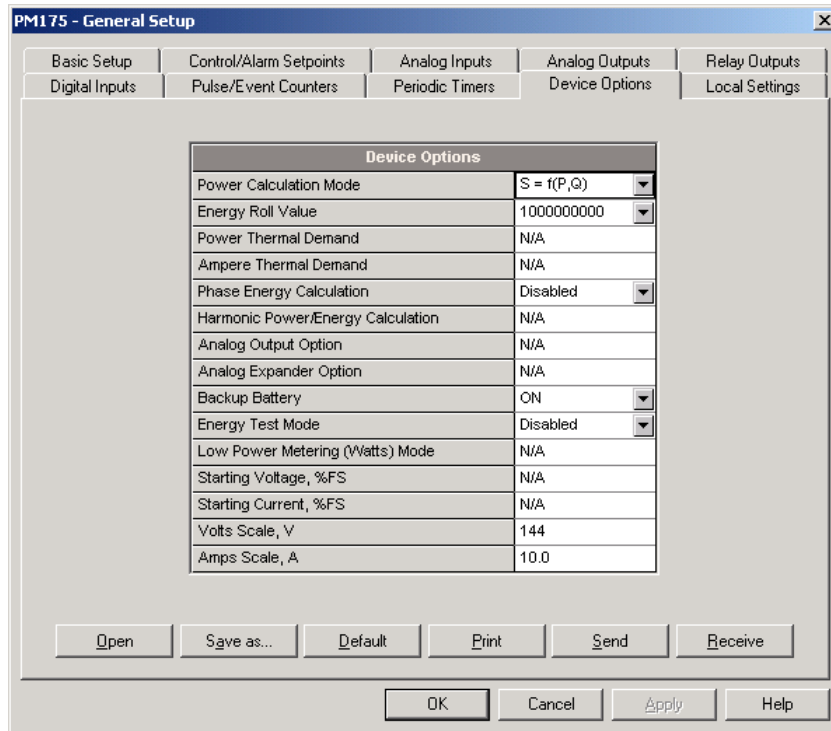 PM175 - General Setup
Basic Setup
Control/Alarm Setpoints
Analog Inputs
Analog Outputs
Relay Outputs
Digital Inputs
Pulse/Event Counters
Periodic Timers
Device Options
Local Settings
Device Options
Power Calculation Mode S = f(P,Q)
Energy Roll Value 1000000000
Power Thermal Demand N/A
Ampere Thermal Demand N/A
Phase Energy Calculation Disabled
Harmonic Power/Energy Calculation N/A
Analog Output Option N/A
Analog Expander Option N/A
Backup Battery ON
Energy Test Mode Disabled
Low Power Metering (Watts) Mode N/A
Starting Voltage, %FS N/A
Starting Current, %FS N/A
Volts Scale, V 144
Amps Scale, A 10.0
Open Save as... Default Print Send Receive
OK Cancel Apply Help